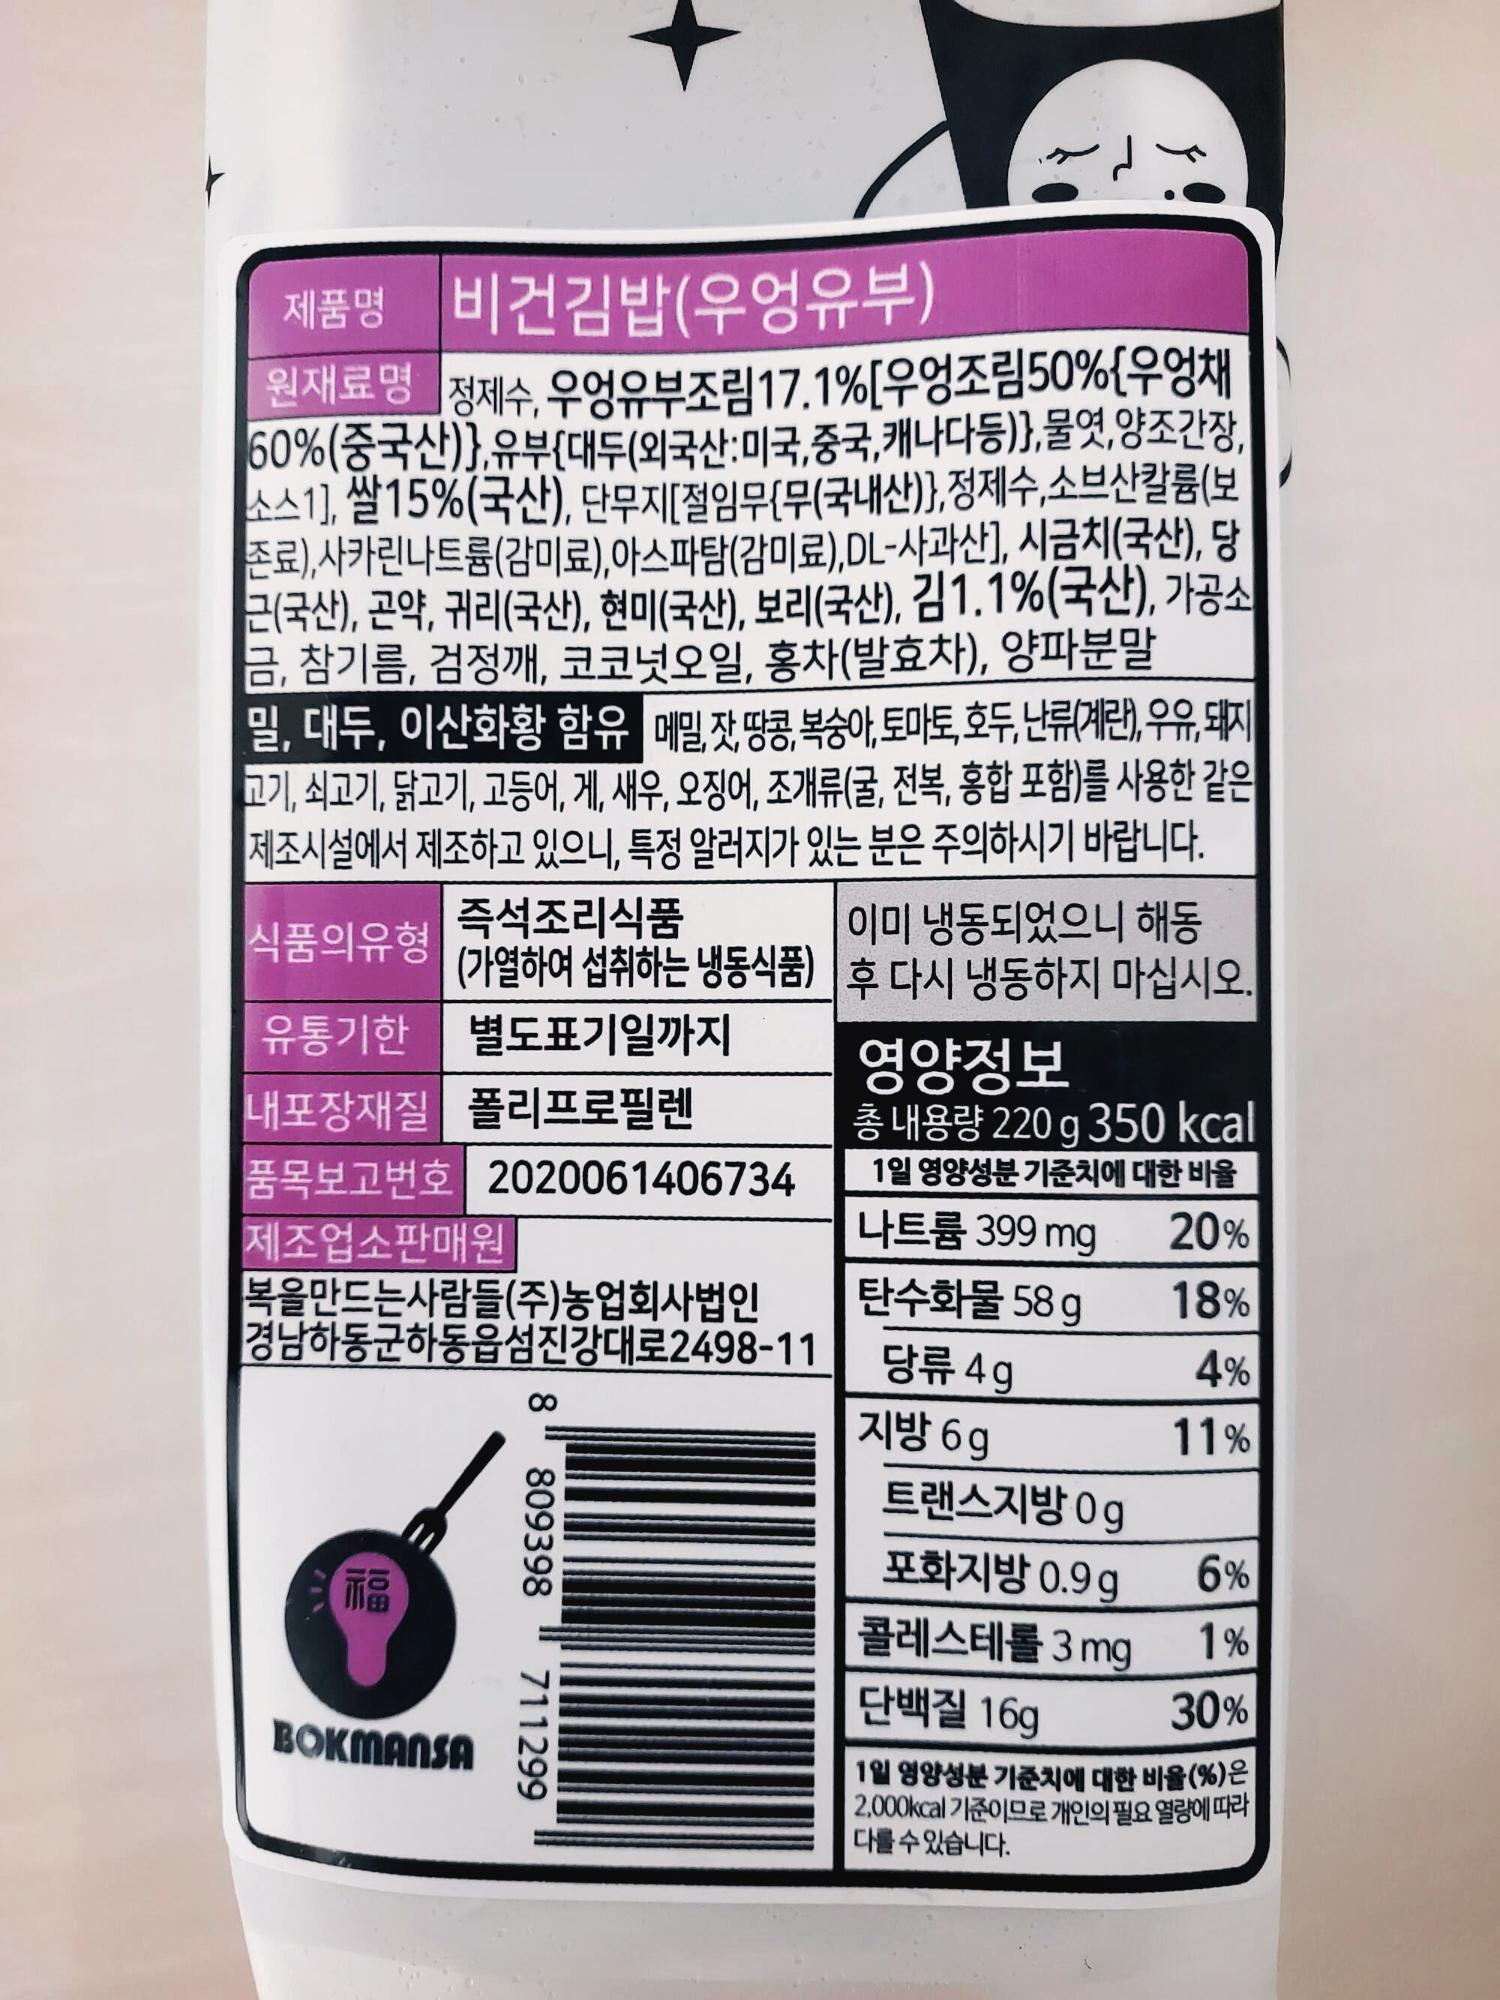 제품명 비건김밥(우엉유부)
원재료명 정제수, 우엉유부조림17.1%[우엉조림50%{우엉채
60%(중국산)},유부{대두(외국산:미국,중국,캐나다등)},물엿,양조간장,
소스1], 쌀15%(국산), 단무지[절임무{무(국내산)},정제수,소브산칼륨(보
존료),사카린나트륨(감미료),아스파탐(감미료),DL-사과산], 시금치(국산), 당
근(국산), 곤약, 귀리(국산), 현미(국산), 보리(국산), 김1.1%(국산), 가공소
금, 참기름, 검정깨, 코코넛오일, 홍차(발효차), 양파분말
밀, 대두, 이산화황 함유 메밀, 잣, 땅콩, 복숭아, 토마토, 호두, 난류(계란), 우유, 돼지
고기, 쇠고기, 닭고기, 고등어, 게, 새우, 오징어, 조개류(굴, 전복, 홍합 포함)를 사용한 같은
제조시설에서 제조하고 있으니, 특정 알러지가 있는 분은 주의하시기 바랍니다.
식품의유형 즉석조리식품
(가열하여 섭취하는 냉동식품)
유통기한 별도표기일까지
내포장재질 폴리프로필렌
품목보고번호 2020061406734
제조업소판매원
복을만드는사람들(주)농업회사법인
경남하동군하동읍섬진강대로2498-11
福
BOKMANSA
8 809398 711299
이미 냉동되었으니 해동
후 다시 냉동하지 마십시오.
영양정보
총 내용량 220 g 350 kcal
1일 영양성분 기준치에 대한 비율
나트륨 399 mg 20%
탄수화물 58 g 18%
당류 4 g 4%
지방 6 g 11%
트랜스지방 0 g
포화지방 0.9 g 6%
콜레스테롤 3 mg 1%
단백질 16g 30%
1일 영양성분 기준치에 대한 비율(%)은
2,000kcal 기준이므로 개인의 필요 열량에 따라
다를 수 있습니다.